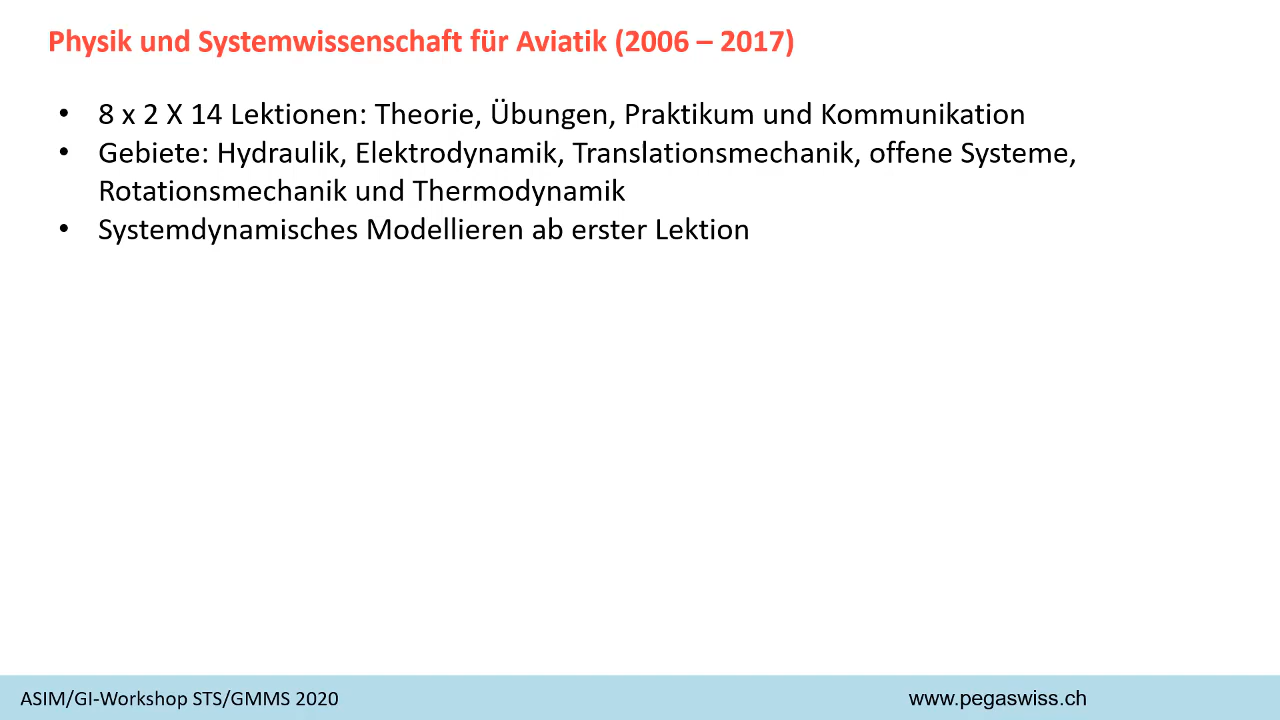 Physik und Systemwissenschaft für Aviatik (2006 – 2017)
• 8 x 2 X 14 Lektionen: Theorie, Übungen, Praktikum und Kommunikation
• Gebiete: Hydraulik, Elektrodynamik, Translationsmechanik, offene Systeme,
Rotationsmechanik und Thermodynamik
• Systemdynamisches Modellieren ab erster Lektion
ASIM/GI-Workshop STS/GMMS 2020
www.pegaswiss.ch